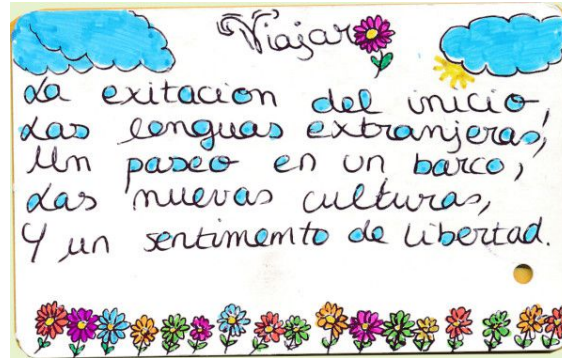 Viajar
La exitacion del inicio,
Las lenguas extranjeras,
Un paseo en un barco,
Las nuevas culturas,
Y un sentimemto de libertad.